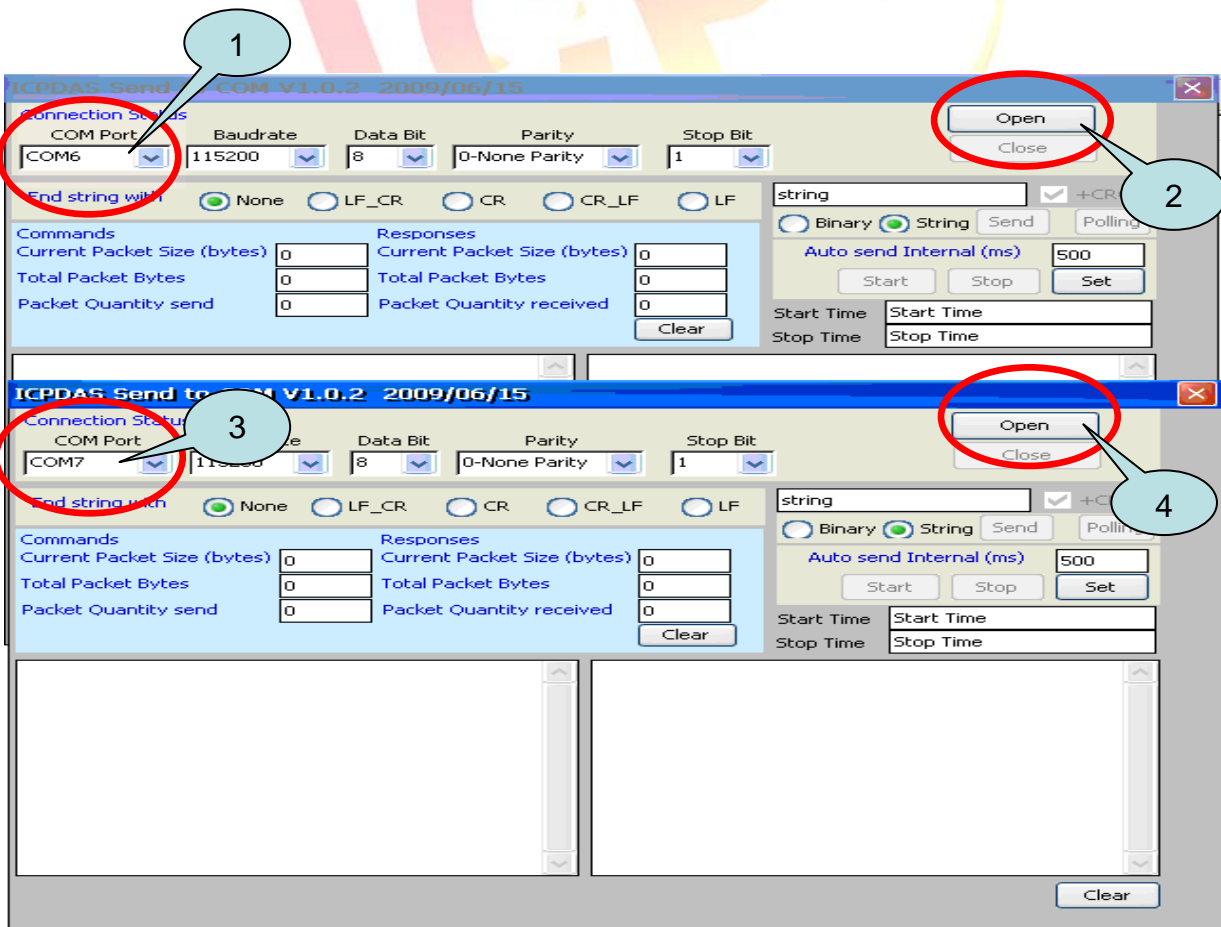 1
ICPDAS Send COM V1.0.2 2009/06/15
Connection Status
COM Port Baudrate Data Bit Parity Stop Bit
COM6 115200 8 0-None Parity 1
Open
Close
2
End string with None LF_CR CR CR_LF LF
string
Binary String Send Polling
Commands Responses
Current Packet Size (bytes) 0 Current Packet Size (bytes) 0
Total Packet Bytes 0 Total Packet Bytes 0
Packet Quantity send 0 Packet Quantity received 0
Clear
Auto send Internal (ms) 500
Start Stop Set
Start Time Start Time
Stop Time Stop Time
ICPDAS Send to COM V1.0.2 2009/06/15
Connection Status
3
COM Port Data Bit Parity Stop Bit
COM7 115200 8 0-None Parity 1
Open
Close
4
End string with None LF_CR CR CR_LF LF
string
Binary String Send Polling
Commands Responses
Current Packet Size (bytes) 0 Current Packet Size (bytes) 0
Total Packet Bytes 0 Total Packet Bytes 0
Packet Quantity send 0 Packet Quantity received 0
Clear
Auto send Internal (ms) 500
Start Stop Set
Start Time Start Time
Stop Time Stop Time
Clear